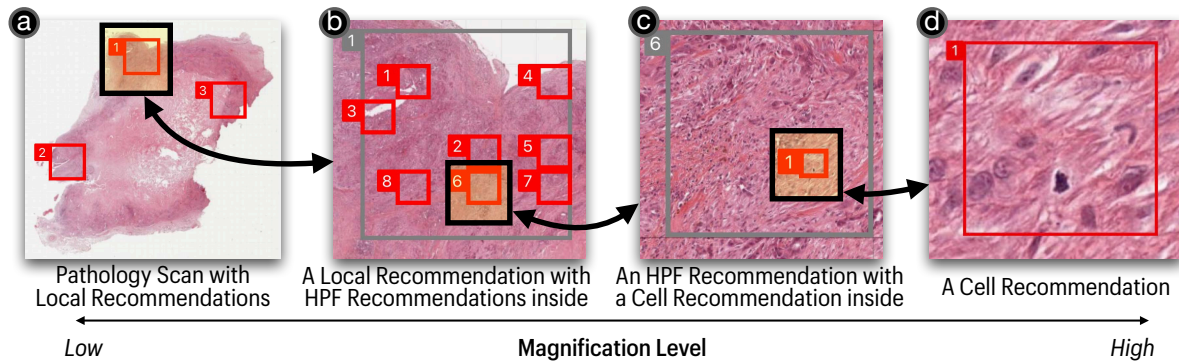 a
b
c
d
1
2
3
1
1
2
3
4
5
6
7
8
6
1
1
Pathology Scan with
Local Recommendations
A Local Recommendation with
HPF Recommendations inside
An HPF Recommendation with
a Cell Recommendation inside
A Cell Recommendation
Low
Magnification Level
High